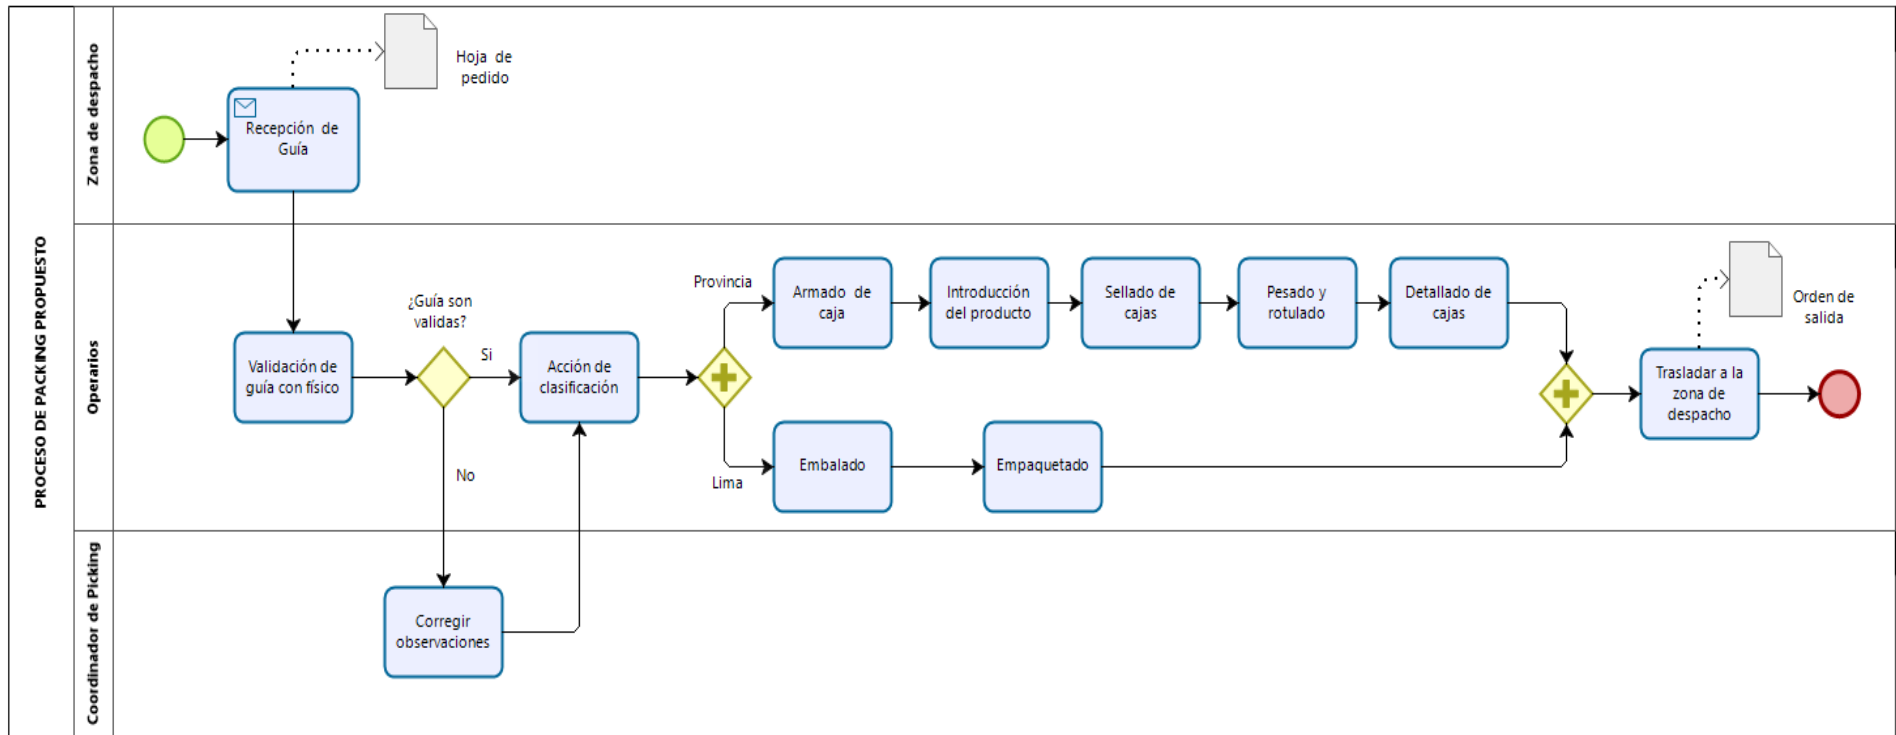 PROCESO DE PACKING PROPUESTO
Zona de despacho
Hoja de
pedido
Recepción de
Guía
Operarios
Validación de
guía con físico
¿Guía son
validas?
Si
No
Acción de
clasificación
Provincia
Lima
Armado de
caja
Introducción
del producto
Sellado de
cajas
Pesado y
rotulado
Detallado de
cajas
Embalado
Empaquetado
Trasladar a la
zona de
despacho
Orden de
salida
Coordinador de Picking
Corregir
observaciones